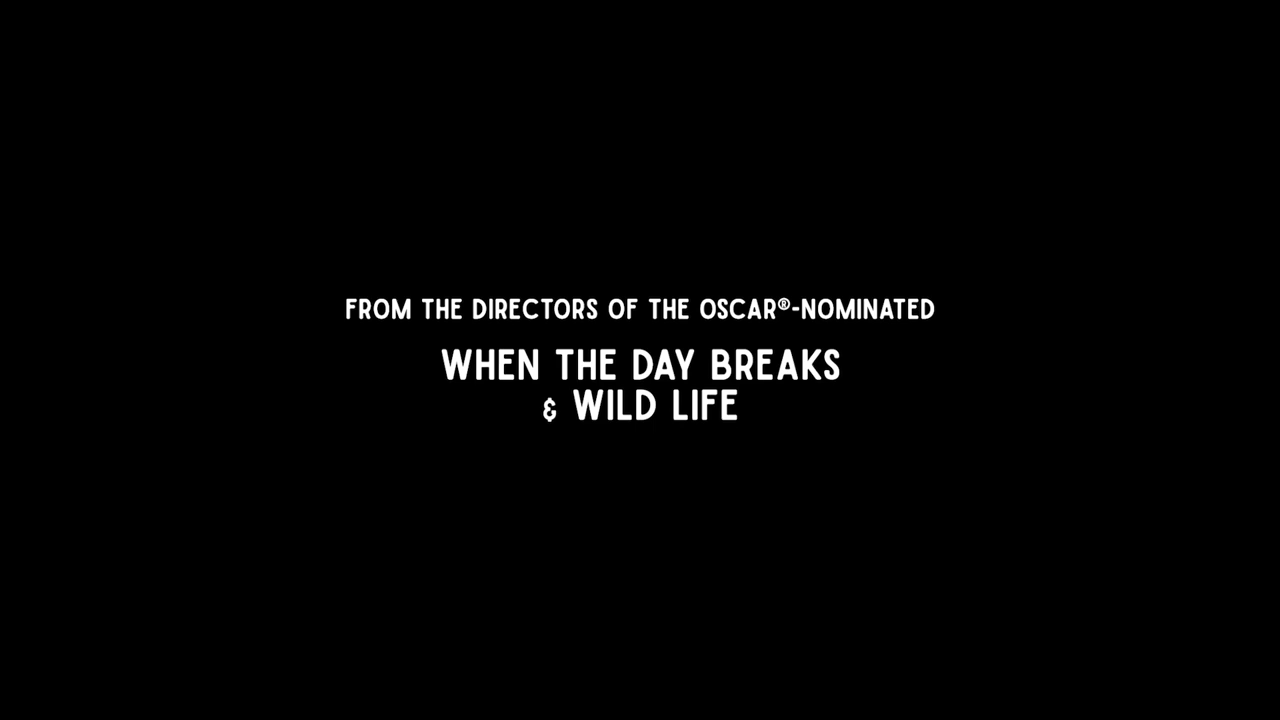 FROM THE DIRECTORS OF THE OSCAR®-NOMINATED
WHEN THE DAY BREAKS
& WILD LIFE